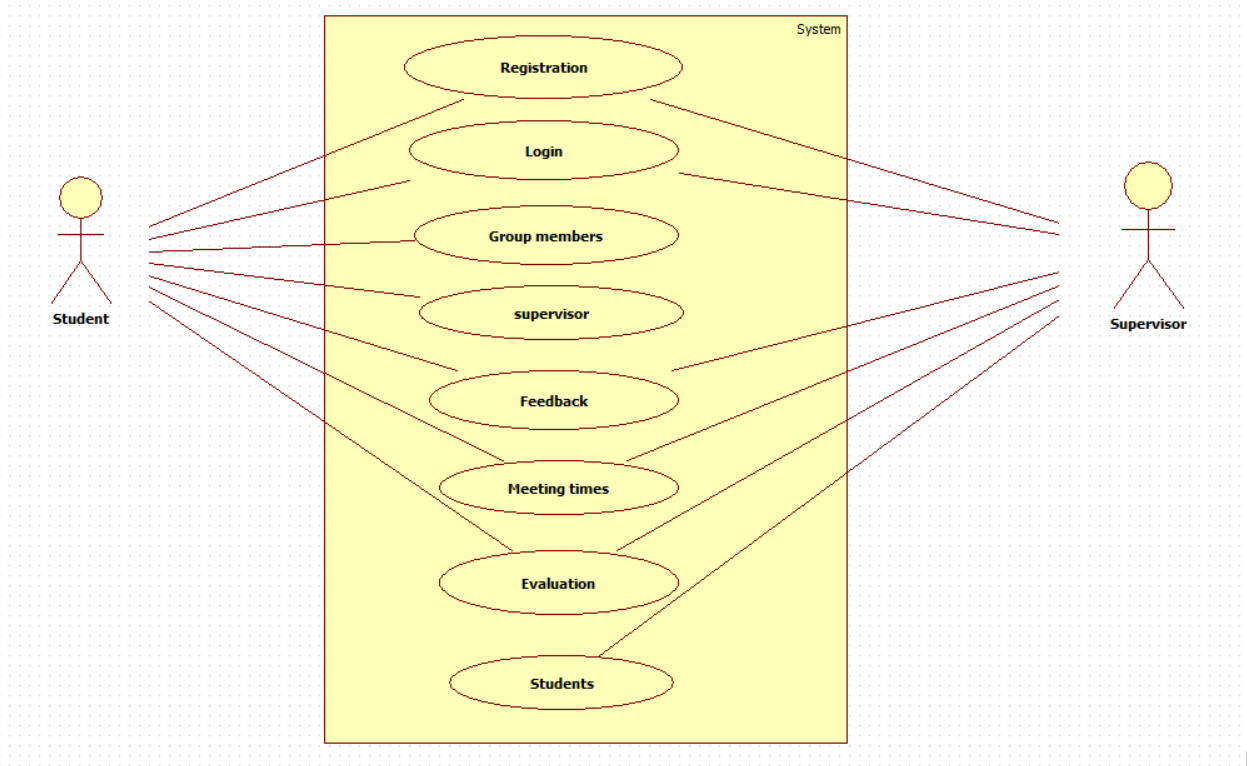 System
Registration
Login
Group members
supervisor
Feedback
Meeting times
Evaluation
Students
Student
Supervisor